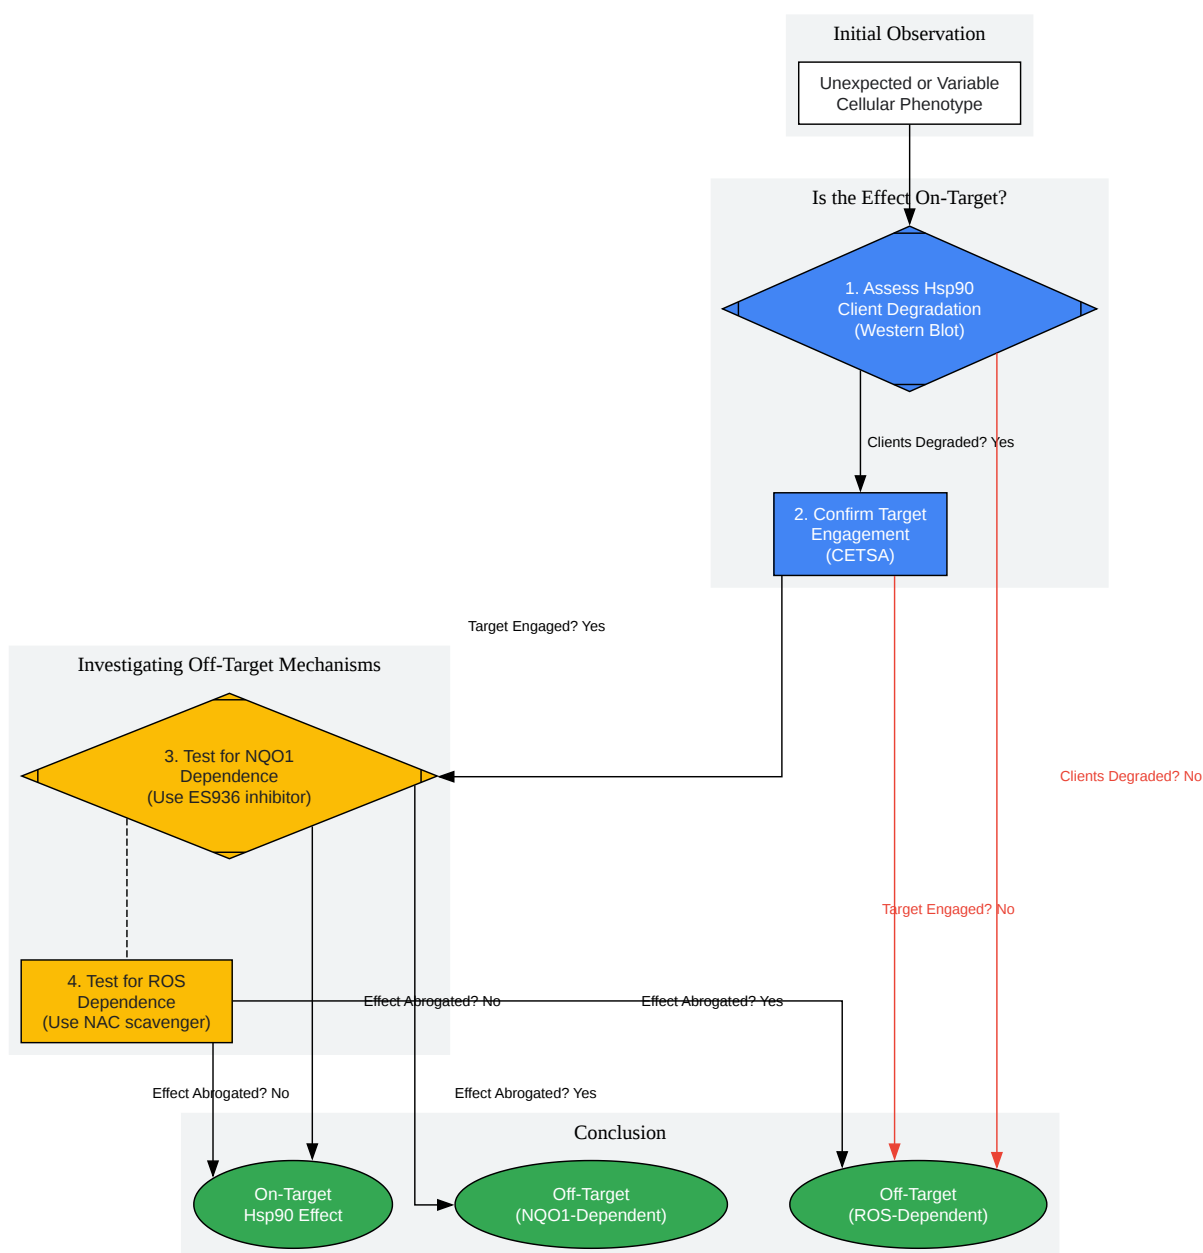 Initial Observation
Unexpected or Variable
Cellular Phenotype
Is the Effect On-Target?
1. Assess Hsp90
Client Degradation
(Western Blot)
Clients Degraded? Yes
2. Confirm Target
Engagement
(CETSA)
Target Engaged? Yes
Investigating Off-Target Mechanisms
3. Test for NQO1
Dependence
(Use ES936 inhibitor)
Clients Degraded? No
Target Engaged? No
4. Test for ROS
Dependence
(Use NAC scavenger)
Effect Abrogated? No
Effect Abrogated? Yes
Effect Abrogated? No
Effect Abrogated? Yes
Conclusion
On-Target
Hsp90 Effect
Off-Target
(NQO1-Dependent)
Off-Target
(ROS-Dependent)